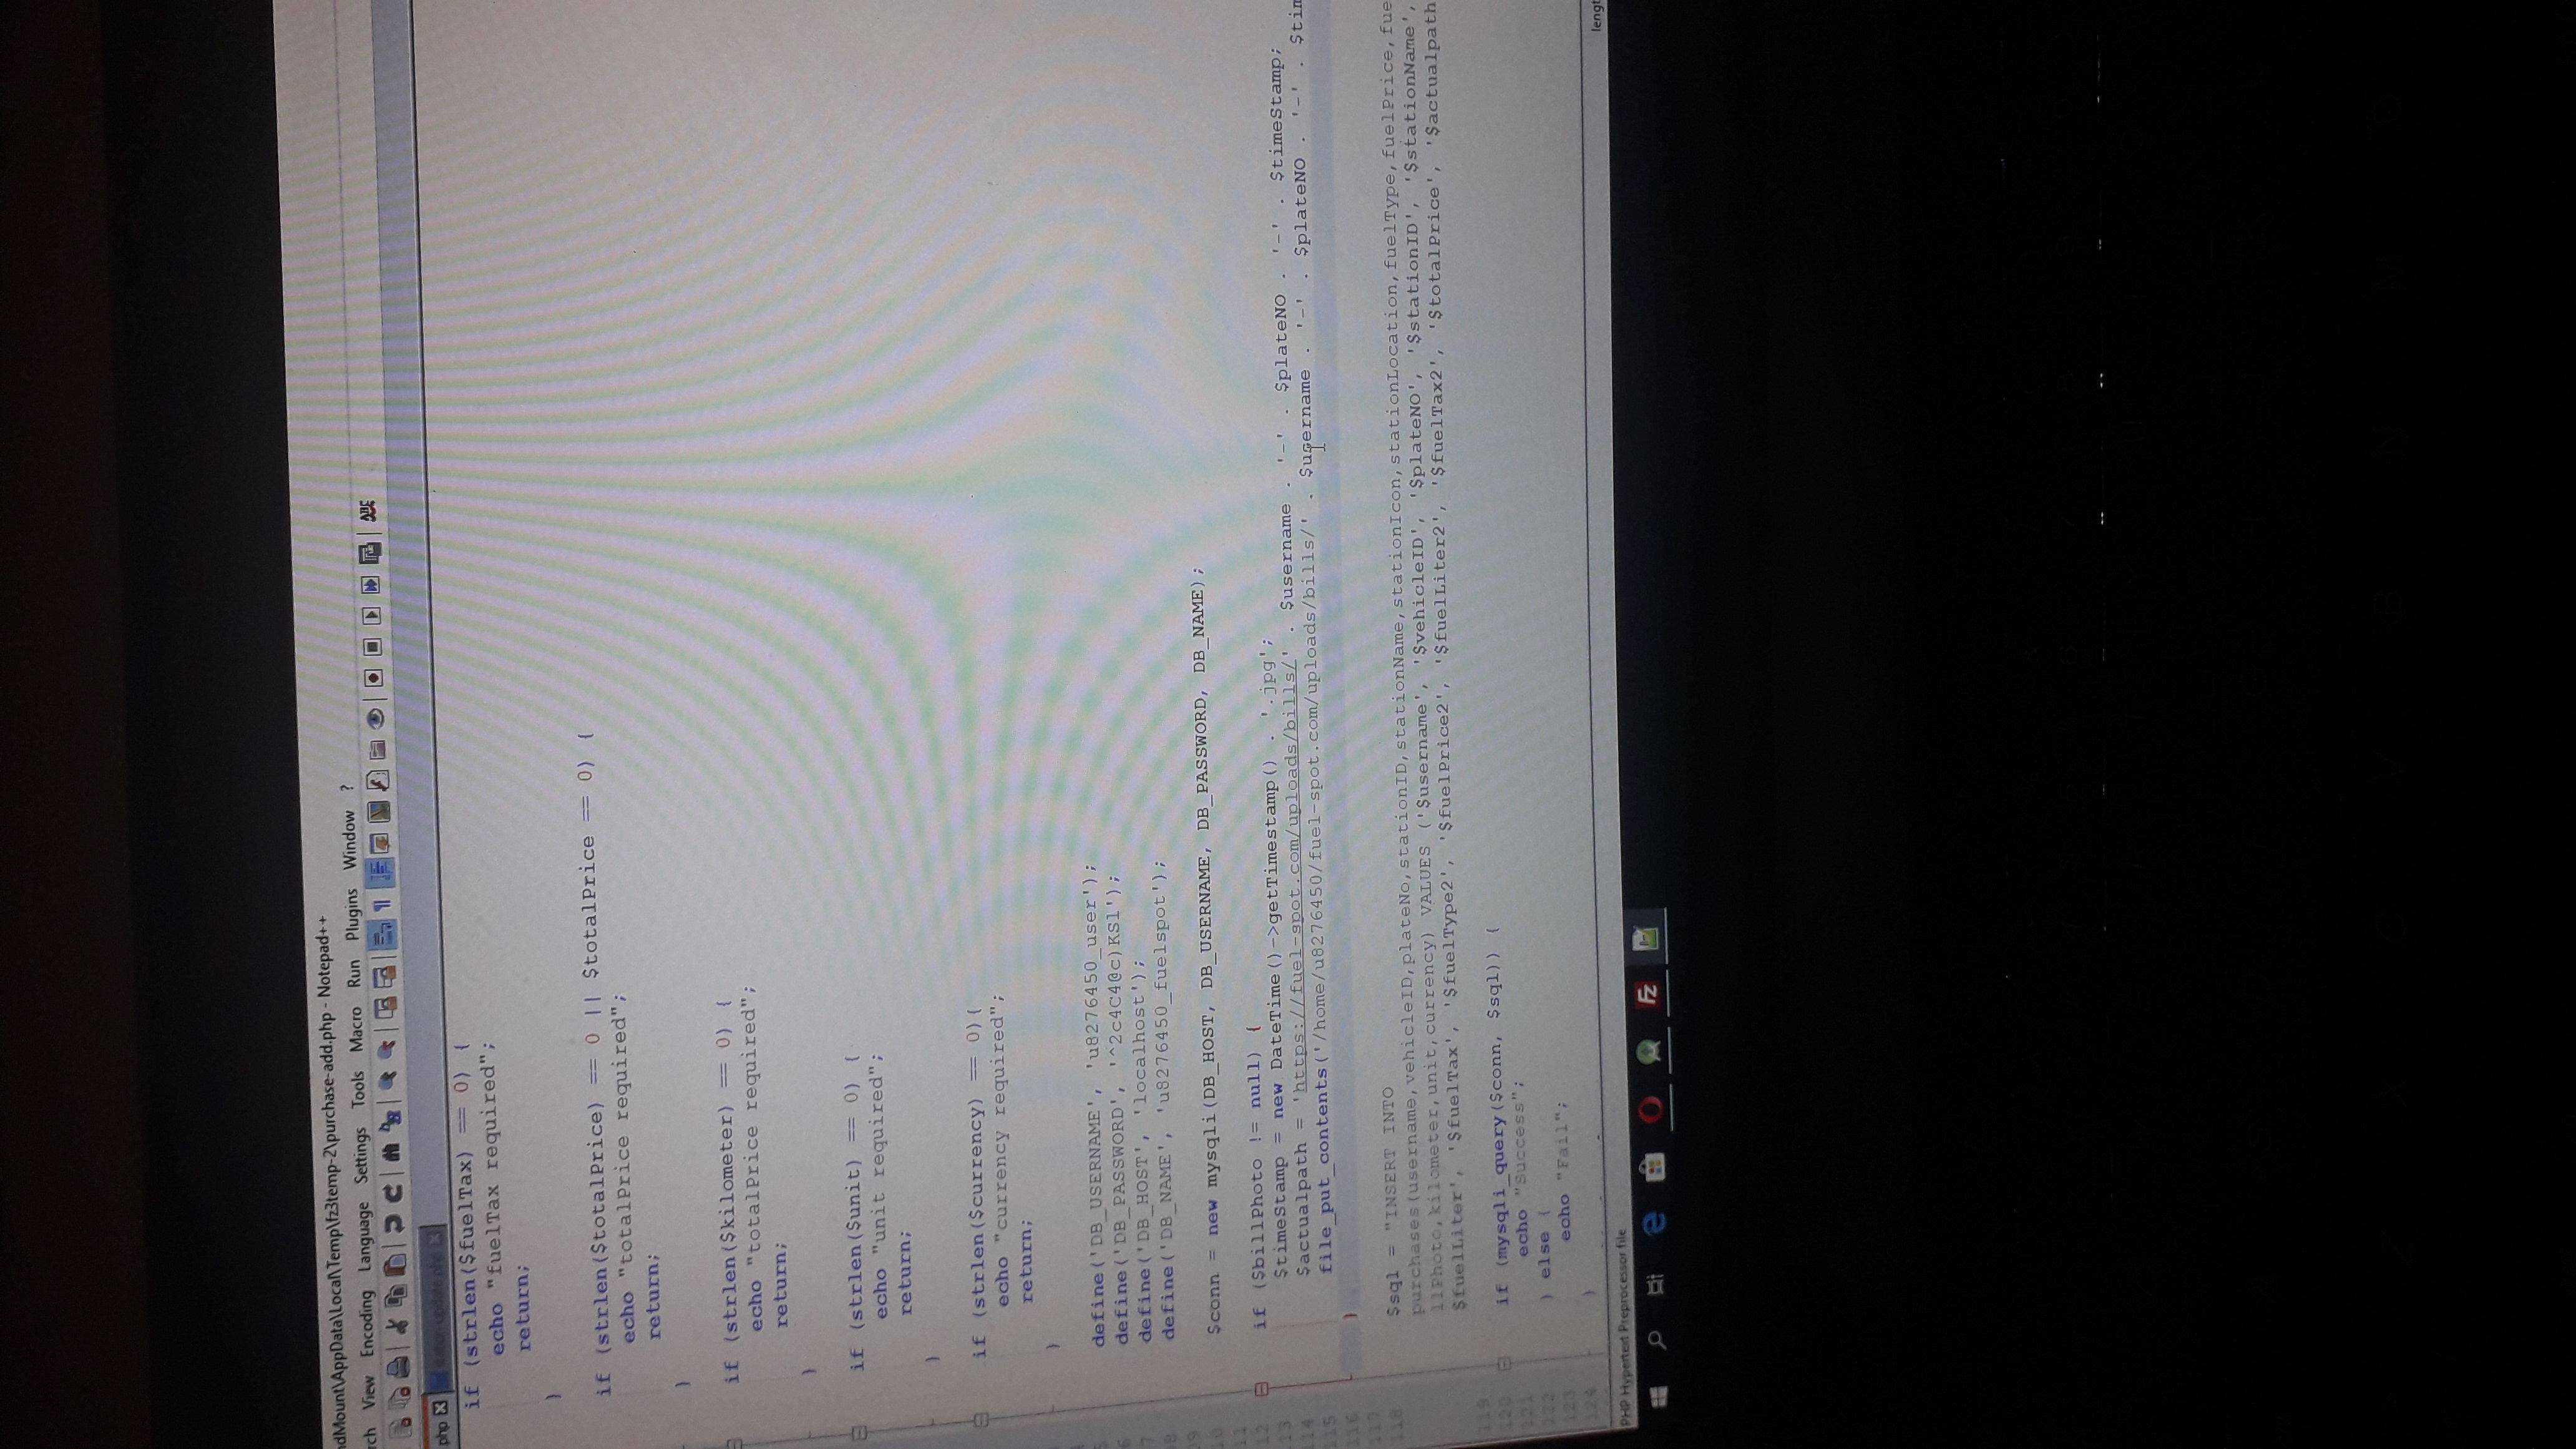 ndMount\AppData\Local\Temp\fz3temp-2\purchase-add.php - Notepad++
rch View Encoding Language Settings Tools Macro Run Plugins Window ?
php
if (strlen($fuelTax) == 0) {
echo "fuelTax required";
return;
}
if (strlen($totalPrice) == 0 || $totalPrice == 0) {
echo "totalPrice required";
return;
}
if (strlen($kilometer) == 0) {
echo "totalPrice required";
return;
}
if (strlen($unit) == 0) {
echo "unit required";
return;
}
if (strlen($currency) == 0){
echo "currency required";
return;
}
define('DB_USERNAME', 'u8276450_user');
define('DB_PASSWORD',
define('DB_HOST', 'localhost');
define('DB_NAME', 'u8276450_fuelspot');
$conn = new mysqli(DB_HOST, DB_USERNAME, DB_PASSWORD, DB_NAME);
if ($billPhoto != null) {
$timestamp = new DateTime()->getTimestamp() . '.jpg';
$actualpath = 'https://fuel-spot.com/uploads/bills/' . $username . '-' . $plateNO . '-' . $timeStamp;
file_put_contents('/home/u8276450/fuel-spot.com/uploads/bills/' . $username . '-' . $plateNO . '-' . $tim
}
$sql = "INSERT INTO
purchases(username,vehicleID,plateNo,stationID,stationName,stationIcon,stationLocation,fuelType,fuelPrice,fue
llPhoto,kilometer,unit,currency) VALUES ('$username', '$vehicleID', '$plateNO', '$stationID', '$stationName',
$fuelLiter', '$fuelTax', '$fuelType2', '$fuelPrice2', '$fuelLiter2', '$fuelTax2', '$totalPrice', '$actualpath
119
120 if (mysqli_query($conn, $sql)) {
121 echo "Success";
122 } else {
123 echo "Fail";
124 }
PHP Hypertext Preprocessor file
lengt